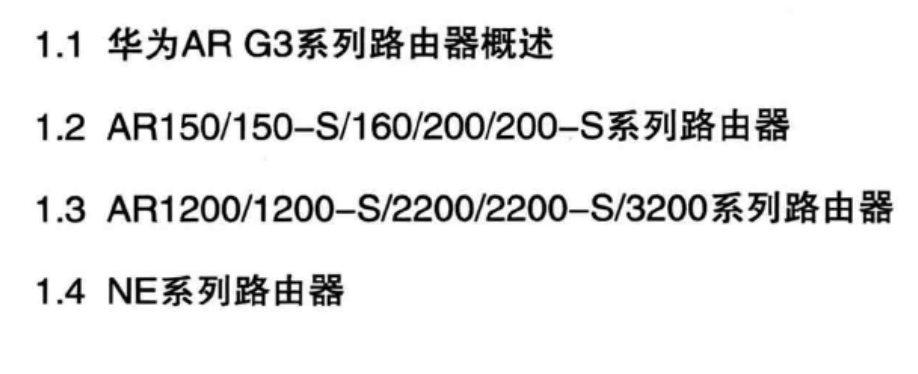 1.1 华为AR G3系列路由器概述
1.2 AR150/150–S/160/200/200–S系列路由器
1.3 AR1200/1200–S/2200/2200–S/3200系列路由器
1.4 NE系列路由器